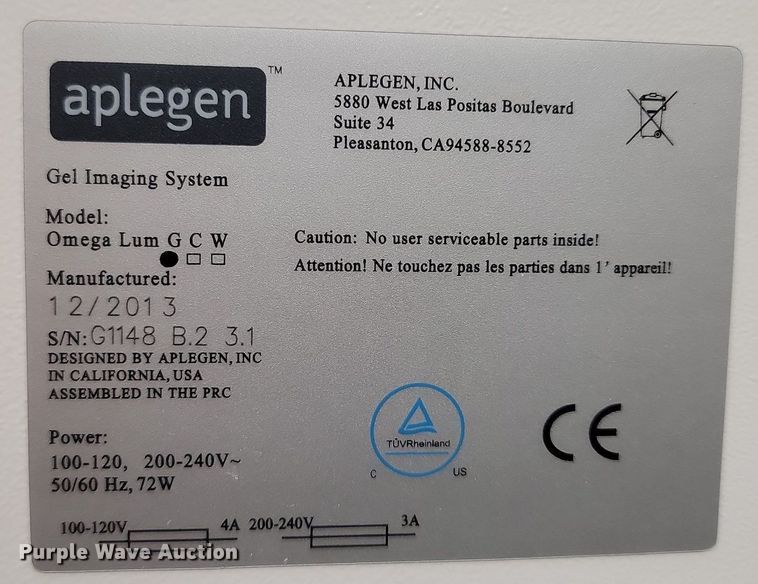 aplegen™
APLEGEN, INC.
5880 West Las Positas Boulevard
Suite 34
Pleasanton, CA94588-8552
Gel Imaging System
Model:
Omega Lum G C W
Caution: No user serviceable parts inside!
Attention! Ne touchez pas les parties dans l' appareil!
Manufactured:
12/2013
S/N: G1148 B.2 3.1
DESIGNED BY APLEGEN, INC
IN CALIFORNIA, USA
ASSEMBLED IN THE PRC
TÜVRheinland
C US
CE
Power:
100-120, 200-240V~
50/60 Hz, 72W
100-120V 4A 200-240V 3A
Purple Wave Auction